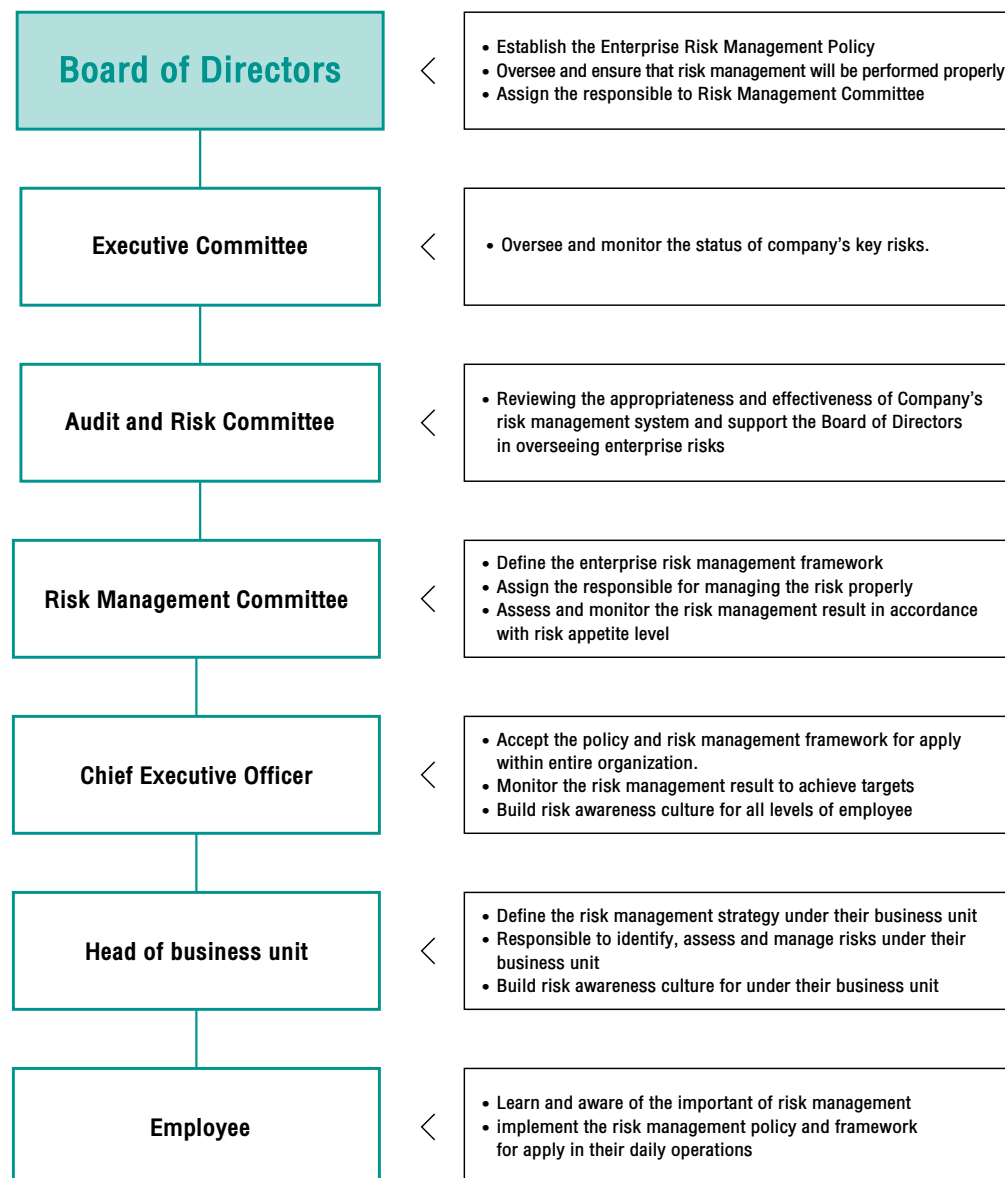 Board of Directors
• Establish the Enterprise Risk Management Policy
• Oversee and ensure that risk management will be performed properly
• Assign the responsible to Risk Management Committee
Executive Committee
• Oversee and monitor the status of company's key risks.
Audit and Risk Committee
• Reviewing the appropriateness and effectiveness of Company's
risk management system and support the Board of Directors
in overseeing enterprise risks
Risk Management Committee
• Define the enterprise risk management framework
• Assign the responsible for managing the risk properly
• Assess and monitor the risk management result in accordance
with risk appetite level
Chief Executive Officer
• Accept the policy and risk management framework for apply
within entire organization.
• Monitor the risk management result to achieve targets
• Build risk awareness culture for all levels of employee
Head of business unit
• Define the risk management strategy under their business unit
• Responsible to identify, assess and manage risks under their
business unit
• Build risk awareness culture for under their business unit
Employee
• Learn and aware of the important of risk management
• implement the risk management policy and framework
for apply in their daily operations